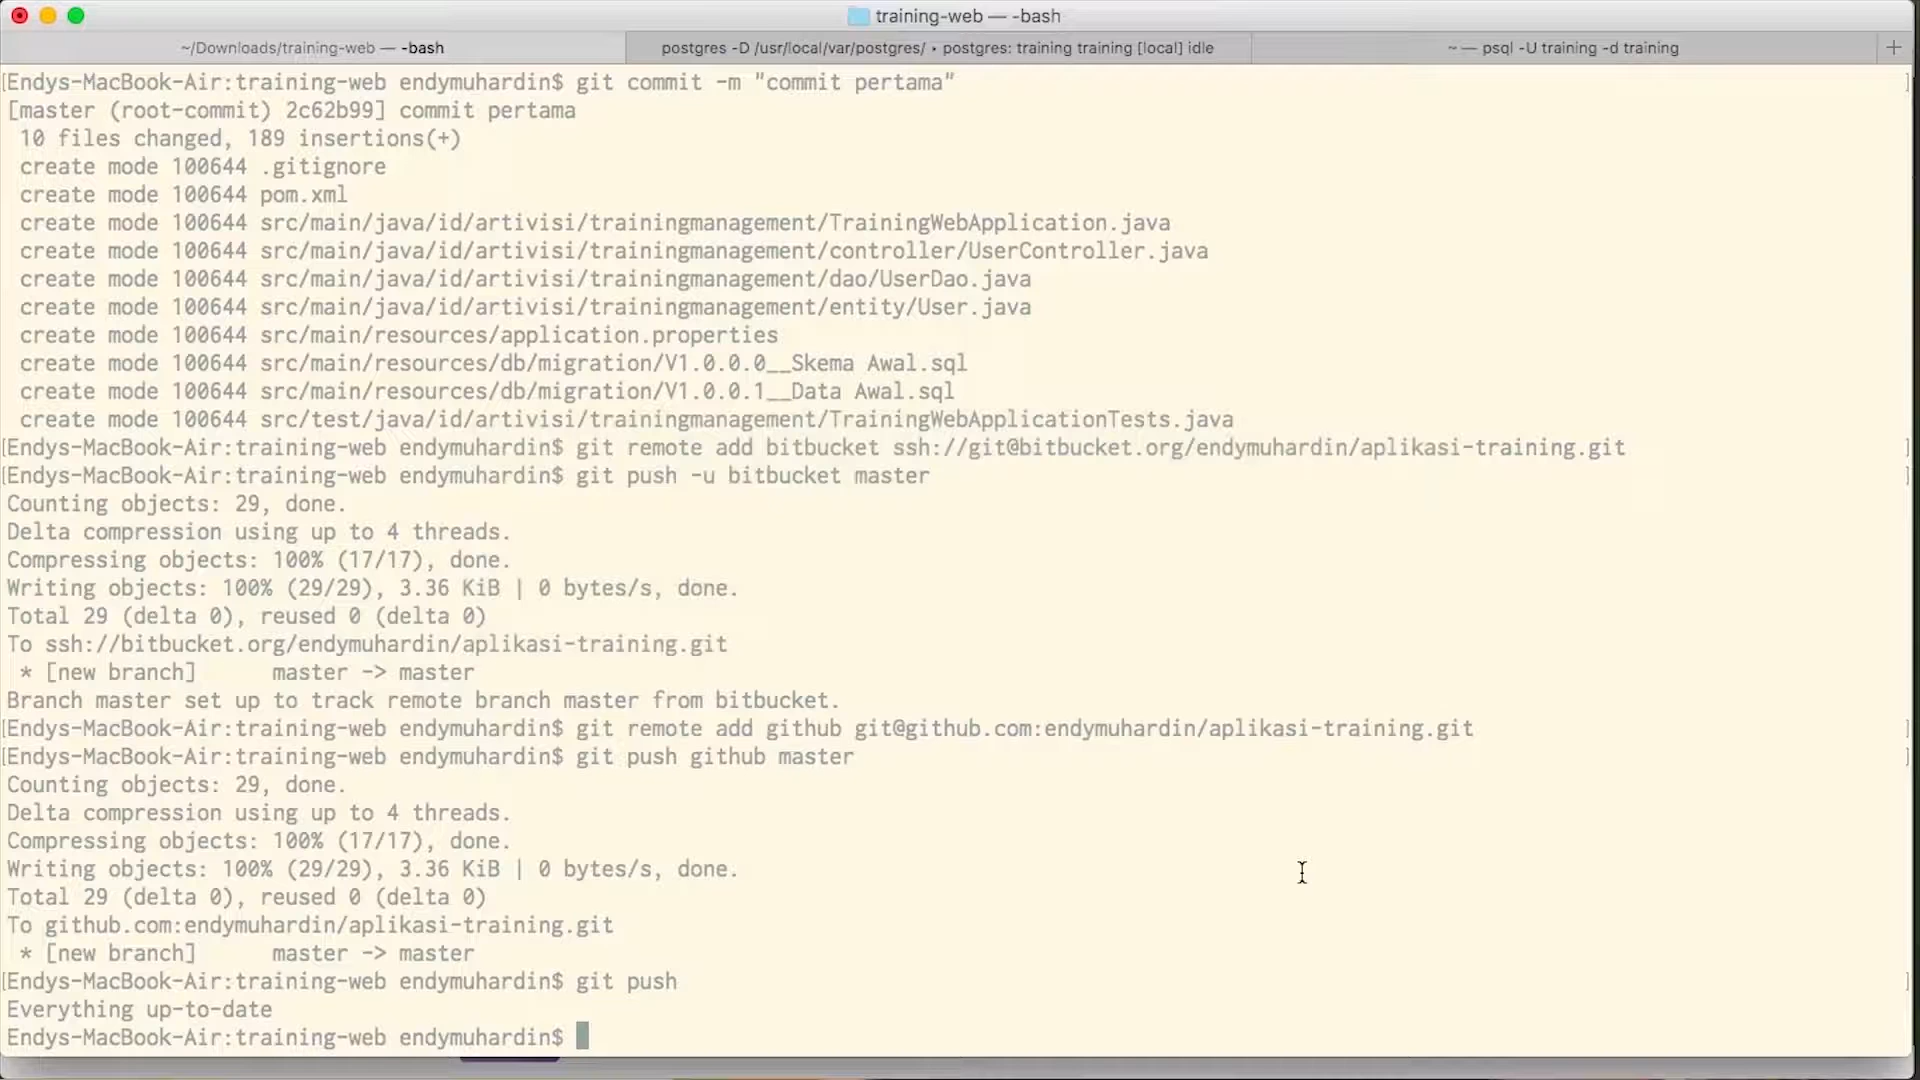 training-web — -bash
~/Downloads/training-web — -bash
postgres -D /usr/local/var/postgres/ • postgres: training training [local] idle
~ — psql -U training -d training
[Endys-MacBook-Air:training-web endymuhardin$ git commit -m "commit pertama"]
[master (root-commit) 2c62b99] commit pertama
10 files changed, 189 insertions(+)
create mode 100644 .gitignore
create mode 100644 pom.xml
create mode 100644 src/main/java/id/artivisi/trainingmanagement/TrainingWebApplication.java
create mode 100644 src/main/java/id/artivisi/trainingmanagement/controller/UserController.java
create mode 100644 src/main/java/id/artivisi/trainingmanagement/dao/UserDao.java
create mode 100644 src/main/java/id/artivisi/trainingmanagement/entity/User.java
create mode 100644 src/main/resources/application.properties
create mode 100644 src/main/resources/db/migration/V1.0.0.0__Skema Awal.sql
create mode 100644 src/main/resources/db/migration/V1.0.0.1__Data Awal.sql
create mode 100644 src/test/java/id/artivisi/trainingmanagement/TrainingWebApplicationTests.java
[Endys-MacBook-Air:training-web endymuhardin$ git remote add bitbucket ssh://git@bitbucket.org/endymuhardin/aplikasi-training.git]
[Endys-MacBook-Air:training-web endymuhardin$ git push -u bitbucket master]
Counting objects: 29, done.
Delta compression using up to 4 threads.
Compressing objects: 100% (17/17), done.
Writing objects: 100% (29/29), 3.36 KiB | 0 bytes/s, done.
Total 29 (delta 0), reused 0 (delta 0)
To ssh://bitbucket.org/endymuhardin/aplikasi-training.git
* [new branch] master -> master
Branch master set up to track remote branch master from bitbucket.
[Endys-MacBook-Air:training-web endymuhardin$ git remote add github git@github.com:endymuhardin/aplikasi-training.git]
[Endys-MacBook-Air:training-web endymuhardin$ git push github master]
Counting objects: 29, done.
Delta compression using up to 4 threads.
Compressing objects: 100% (17/17), done.
Writing objects: 100% (29/29), 3.36 KiB | 0 bytes/s, done.
Total 29 (delta 0), reused 0 (delta 0)
To github.com:endymuhardin/aplikasi-training.git
* [new branch] master -> master
[Endys-MacBook-Air:training-web endymuhardin$ git push]
Everything up-to-date
Endys-MacBook-Air:training-web endymuhardin$